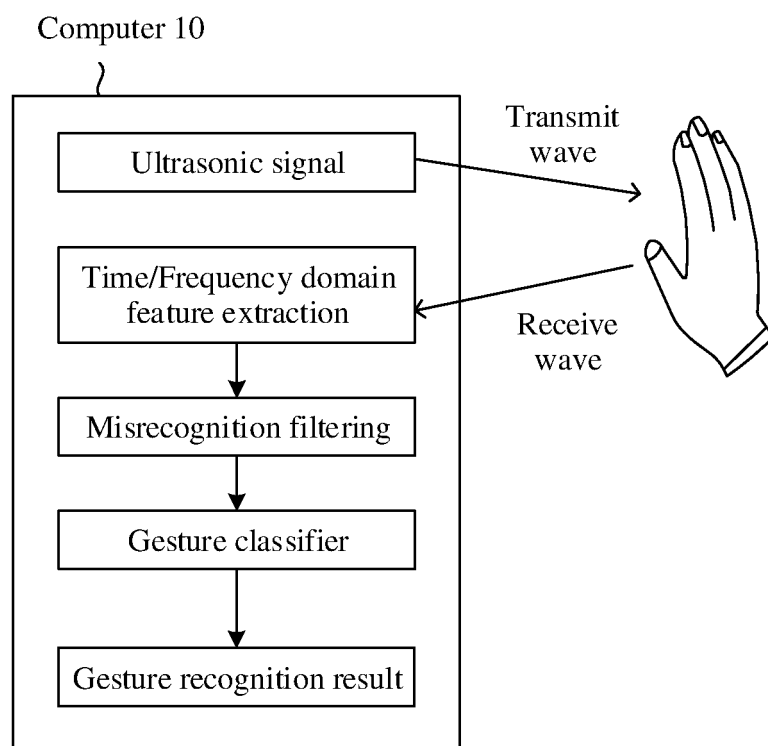 Computer 10
Ultrasonic signal
Transmit
wave
Time/Frequency domain
feature extraction
Receive
wave
Misrecognition filtering
Gesture classifier
Gesture recognition result